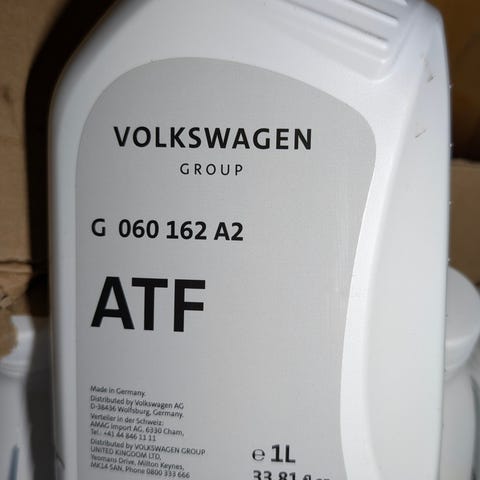 VOLKSWAGEN
GROUP
G 060 162 A2
ATF
Made in Germany.
Distributed by Volkswagen AG
D-38436 Wolfsburg, Germany.
Verteiler in der Schweiz:
AMAG Import AG, 6330 Cham,
Tel.: +41 44 846 11 11
Distributed by VOLKSWAGEN GROUP
UNITED KINGDOM LTD,
Yeomans Drive, Milton Keynes,
MK14 5AN, Phone 0800 333 666
e 1L
33.81